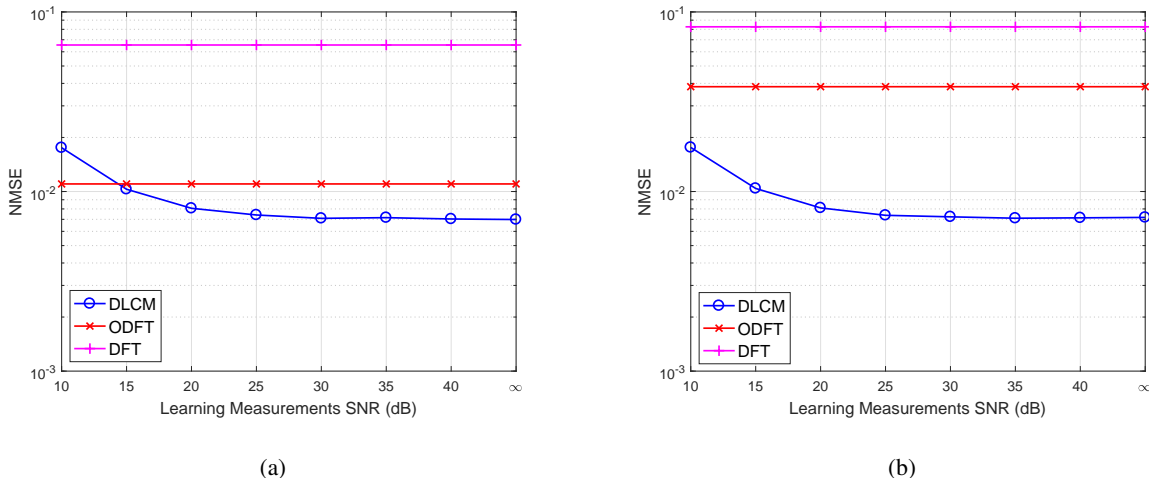 10^-1
10^-2
10^-3
NMSE
DLCM
ODFT
DFT
10 15 20 25 30 35 40 ∞
Learning Measurements SNR (dB)
(a)
10^-1
10^-2
10^-3
NMSE
DLCM
ODFT
DFT
10 15 20 25 30 35 40 ∞
Learning Measurements SNR (dB)
(b)